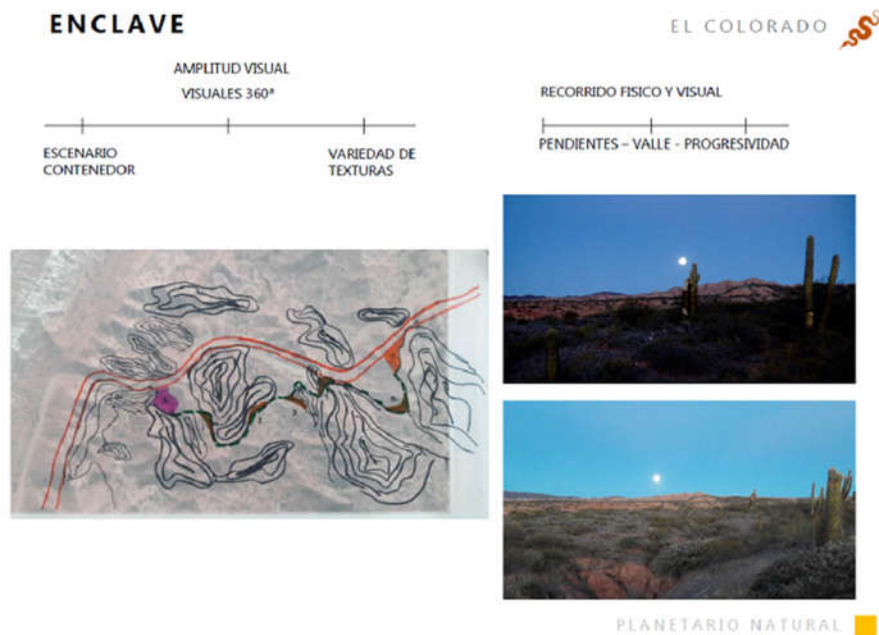 ENCLAVE
EL COLORADO
AMPLITUD VISUAL
VISUALES 360ª
ESCENARIO
CONTENEDOR
VARIEDAD DE
TEXTURAS
RECORRIDO FISICO Y VISUAL
PENDIENTES – VALLE - PROGRESIVIDAD
PLANETARIO NATURAL